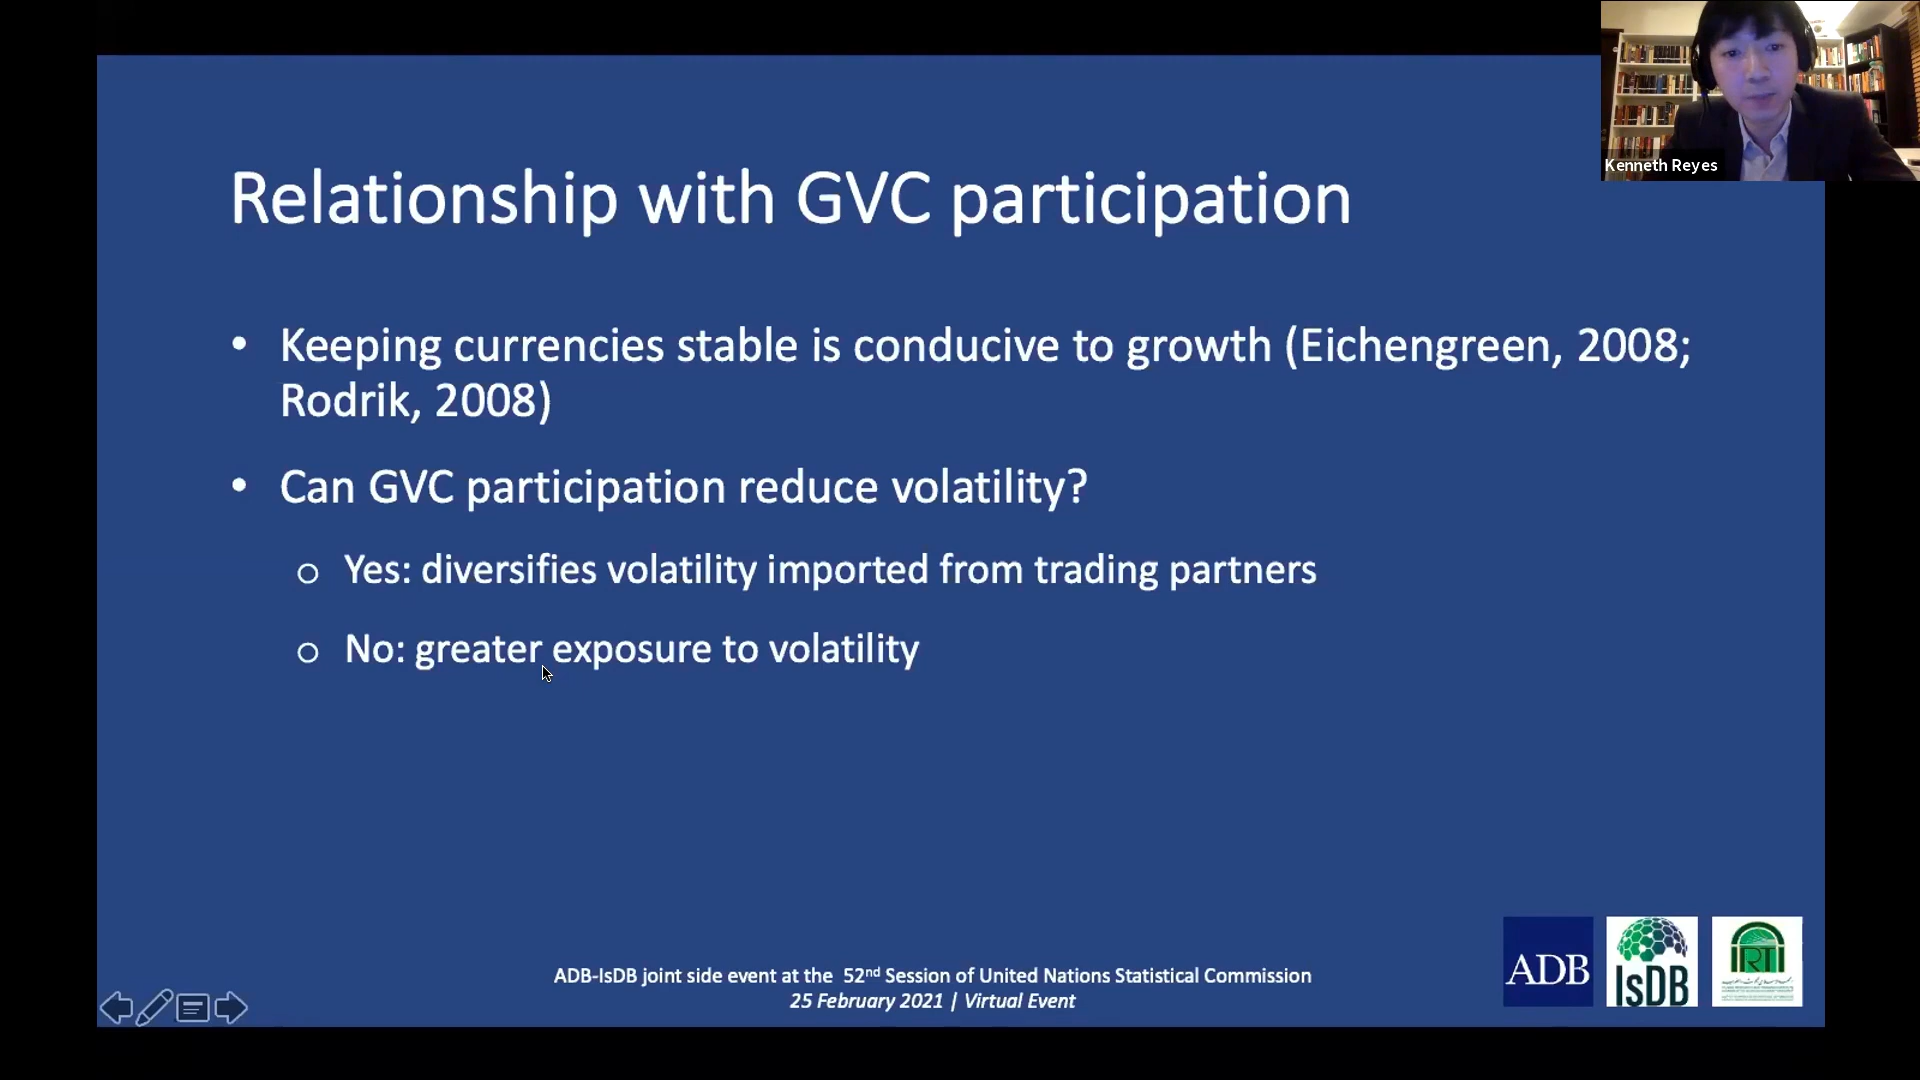 Kenneth Reyes
Relationship with GVC participation
• Keeping currencies stable is conducive to growth (Eichengreen, 2008;
Rodrik, 2008)
• Can GVC participation reduce volatility?
o Yes: diversifies volatility imported from trading partners
o No: greater exposure to volatility
ADB-IsDB joint side event at the 52nd Session of United Nations Statistical Commission
25 February 2021 | Virtual Event
ADB
IsDB
IRTI